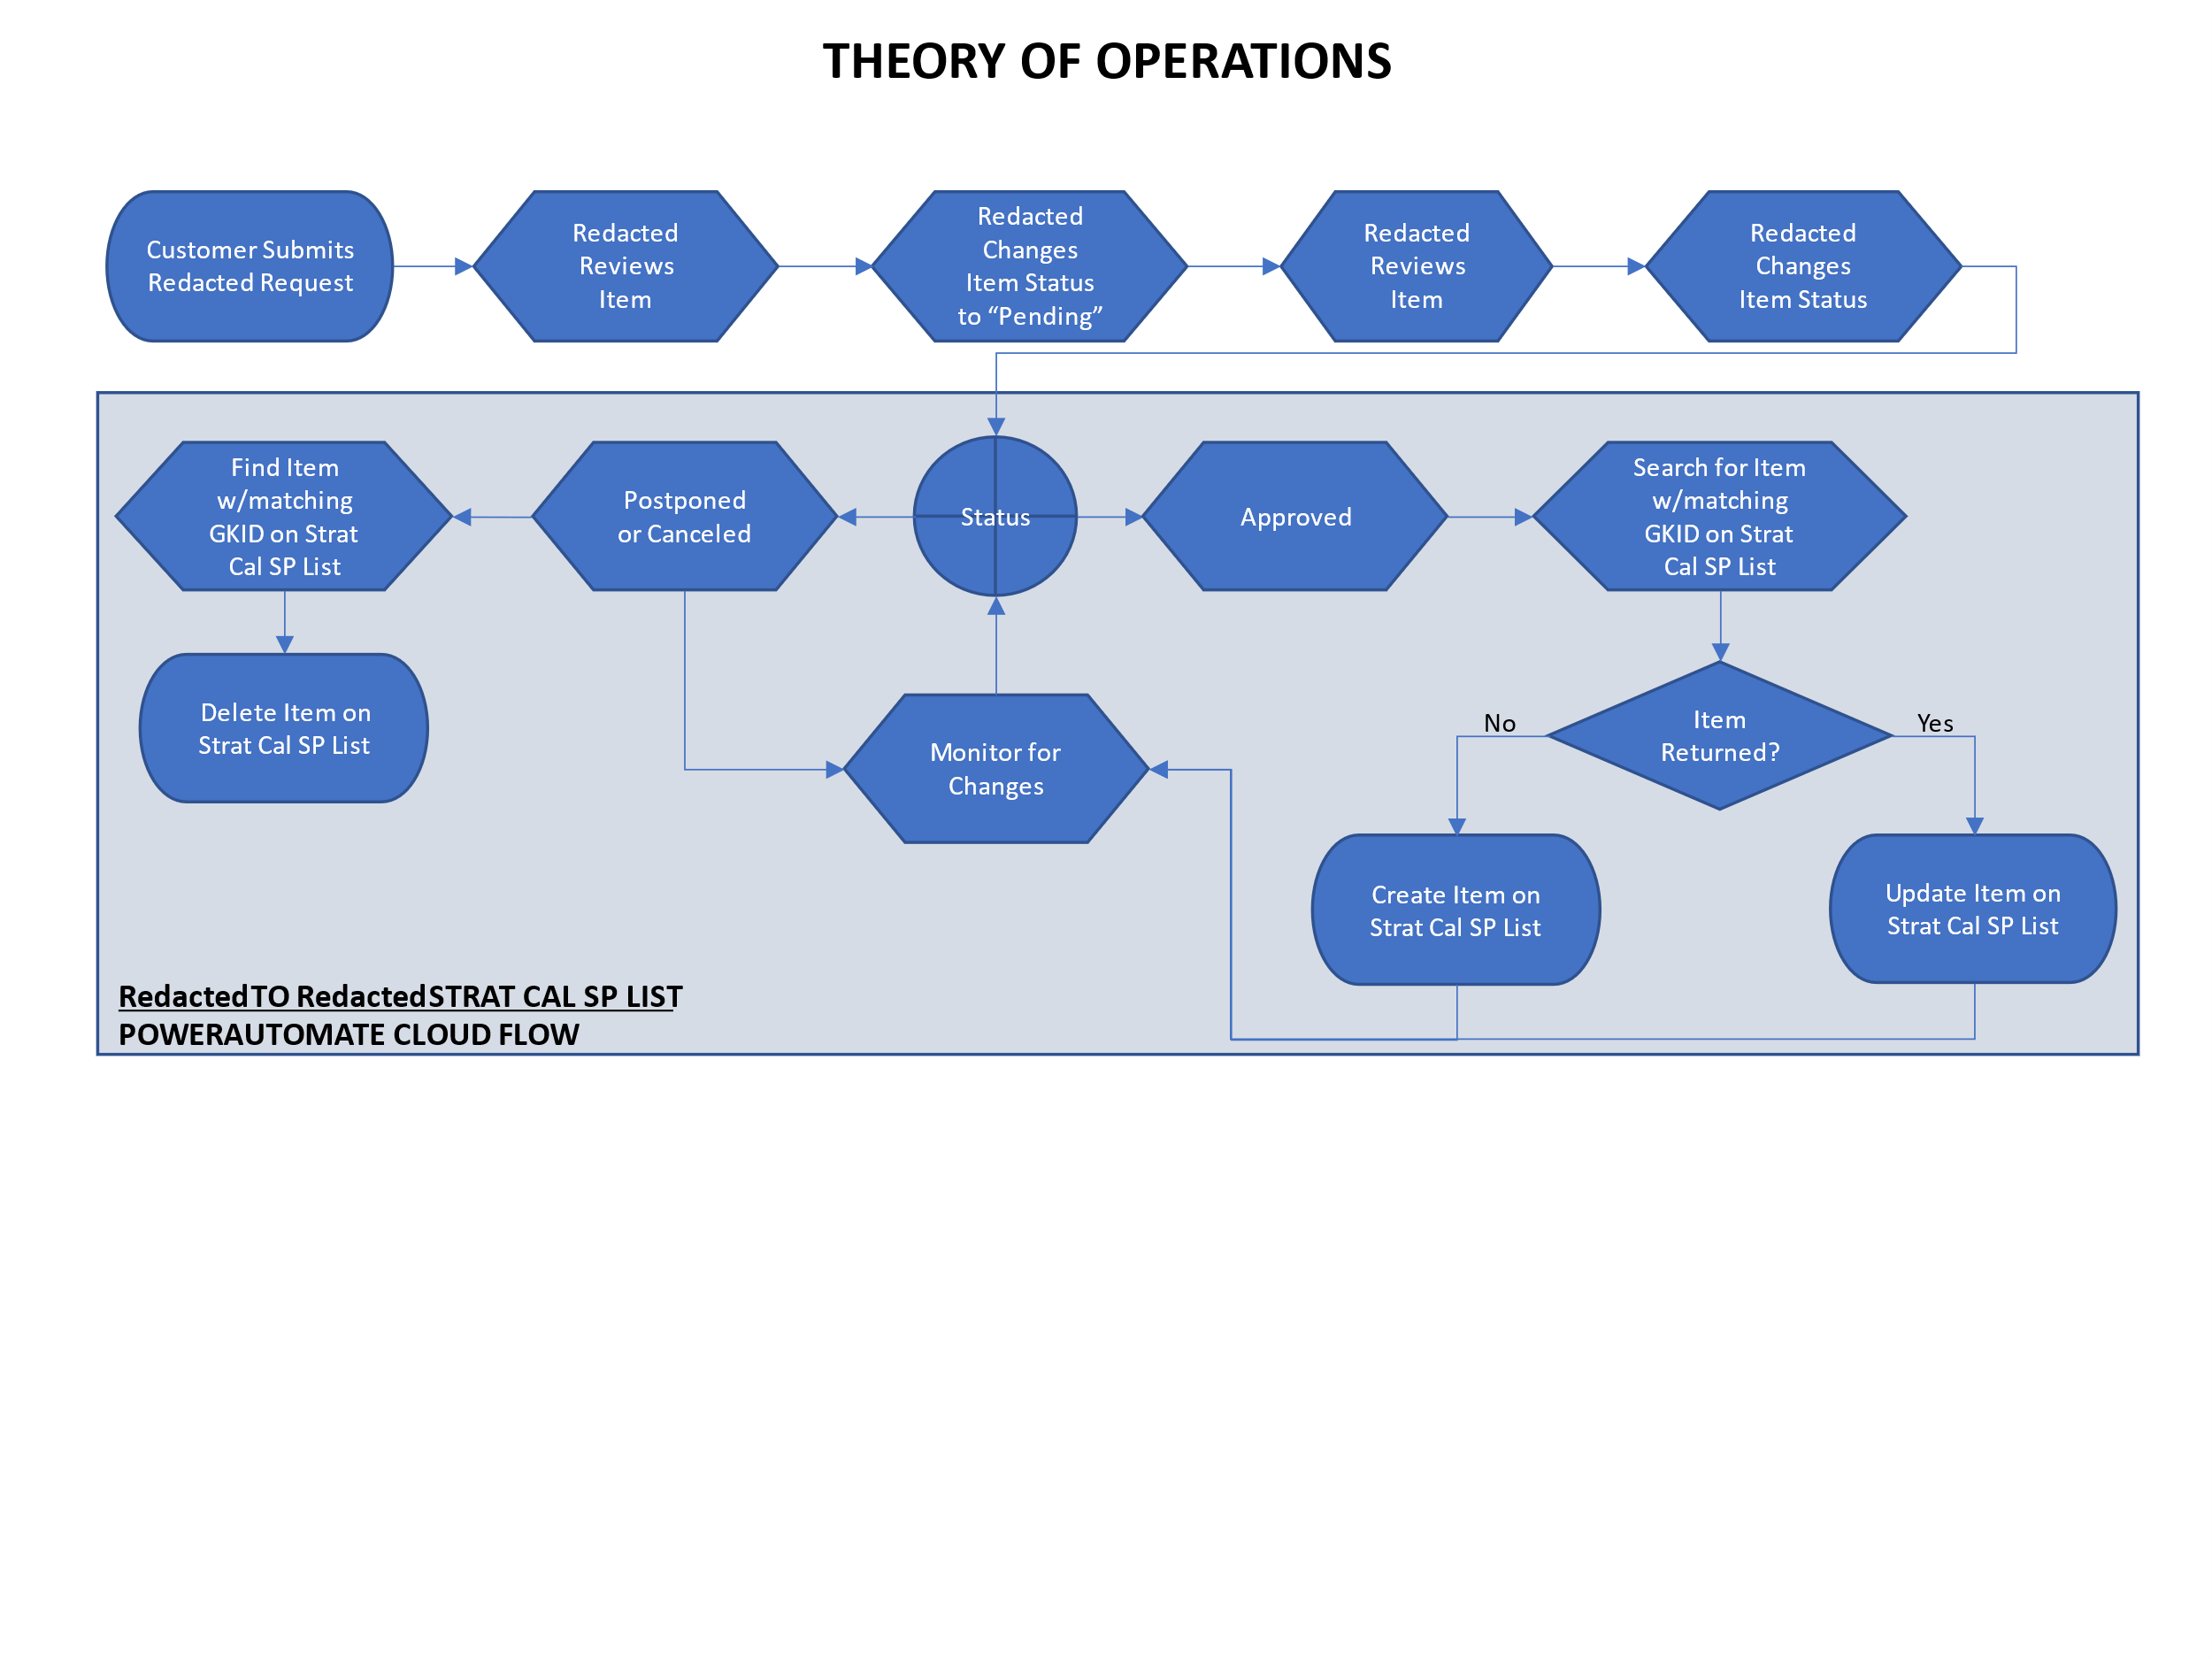 THEORY OF OPERATIONS
Customer Submits
Redacted Request
Redacted
Reviews
Item
Redacted
Changes
Item Status
to “Pending”
Redacted
Reviews
Item
Redacted
Changes
Item Status
Find Item
w/matching
GKID on Strat
Cal SP List
Postponed
or Canceled
Status
Approved
Search for Item
w/matching
GKID on Strat
Cal SP List
Delete Item on
Strat Cal SP List
Monitor for
Changes
No
Item
Returned?
Yes
Create Item on
Strat Cal SP List
Update Item on
Strat Cal SP List
RedactedTO RedactedSTRAT CAL SP LIST
POWERAUTOMATE CLOUD FLOW